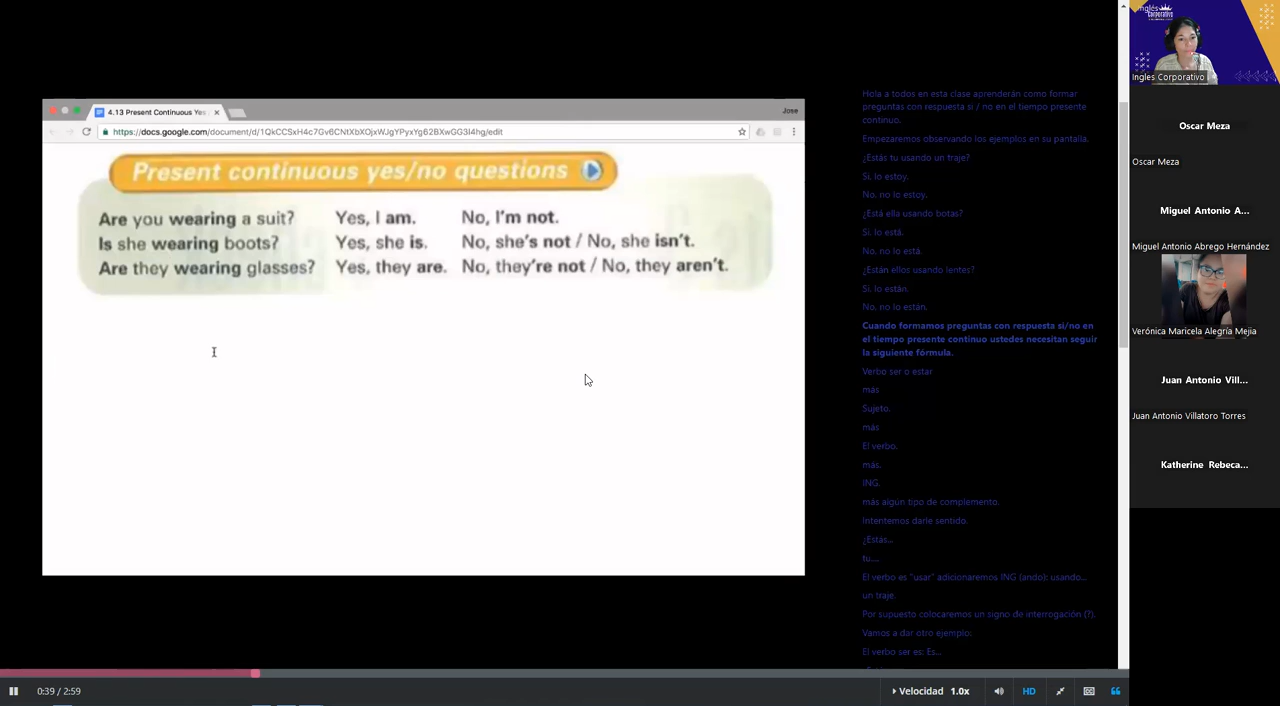 4.13 Present Continuous Yes
Jose
https://docs.google.com/document/d/1QkCCSxH4c7Gv6CNtXbXOjxWJgYPyxYg62BXwGG3I4hg/edit
Present continuous yes/no questions
Are you wearing a suit? Yes, I am. No, I'm not.
Is she wearing boots? Yes, she is. No, she's not / No, she isn't.
Are they wearing glasses? Yes, they are. No, they're not / No, they aren't.
Hola a todos en esta clase aprenderán como formar
preguntas con respuesta si / no en el tiempo presente
continuo.
Empezaremos observando los ejemplos en su pantalla.
¿Estás tu usando un traje?
Si, lo estoy.
No, no lo estoy.
¿Está ella usando botas?
Si, lo está.
No, no lo está.
¿Están ellos usando lentes?
Si, lo están.
No, no lo están.
Cuando formamos preguntas con respuesta si/no en
el tiempo presente continuo ustedes necesitan seguir
la siguiente fórmula.
Verbo ser o estar
más
Sujeto.
más
El verbo.
más.
ING.
más algún tipo de complemento.
Intentemos darle sentido.
¿Estás...
tu....
El verbo es "usar" adicionaremos ING (ando): usando...
un traje.
Por supuesto colocaremos un signo de interrogación (?).
Vamos a dar otro ejemplo.
El verbo ser es: Es...
0:39 / 2:59
Velocidad 1.0x
HD
Inglés
Corporativo
Ingles Corporativo
Oscar Meza
Oscar Meza
Miguel Antonio A...
Miguel Antonio Abrego Hernández
Verónica Maricela Alegría Mejia
Juan Antonio Vill...
Juan Antonio Villatoro Torres
Katherine Rebeca...